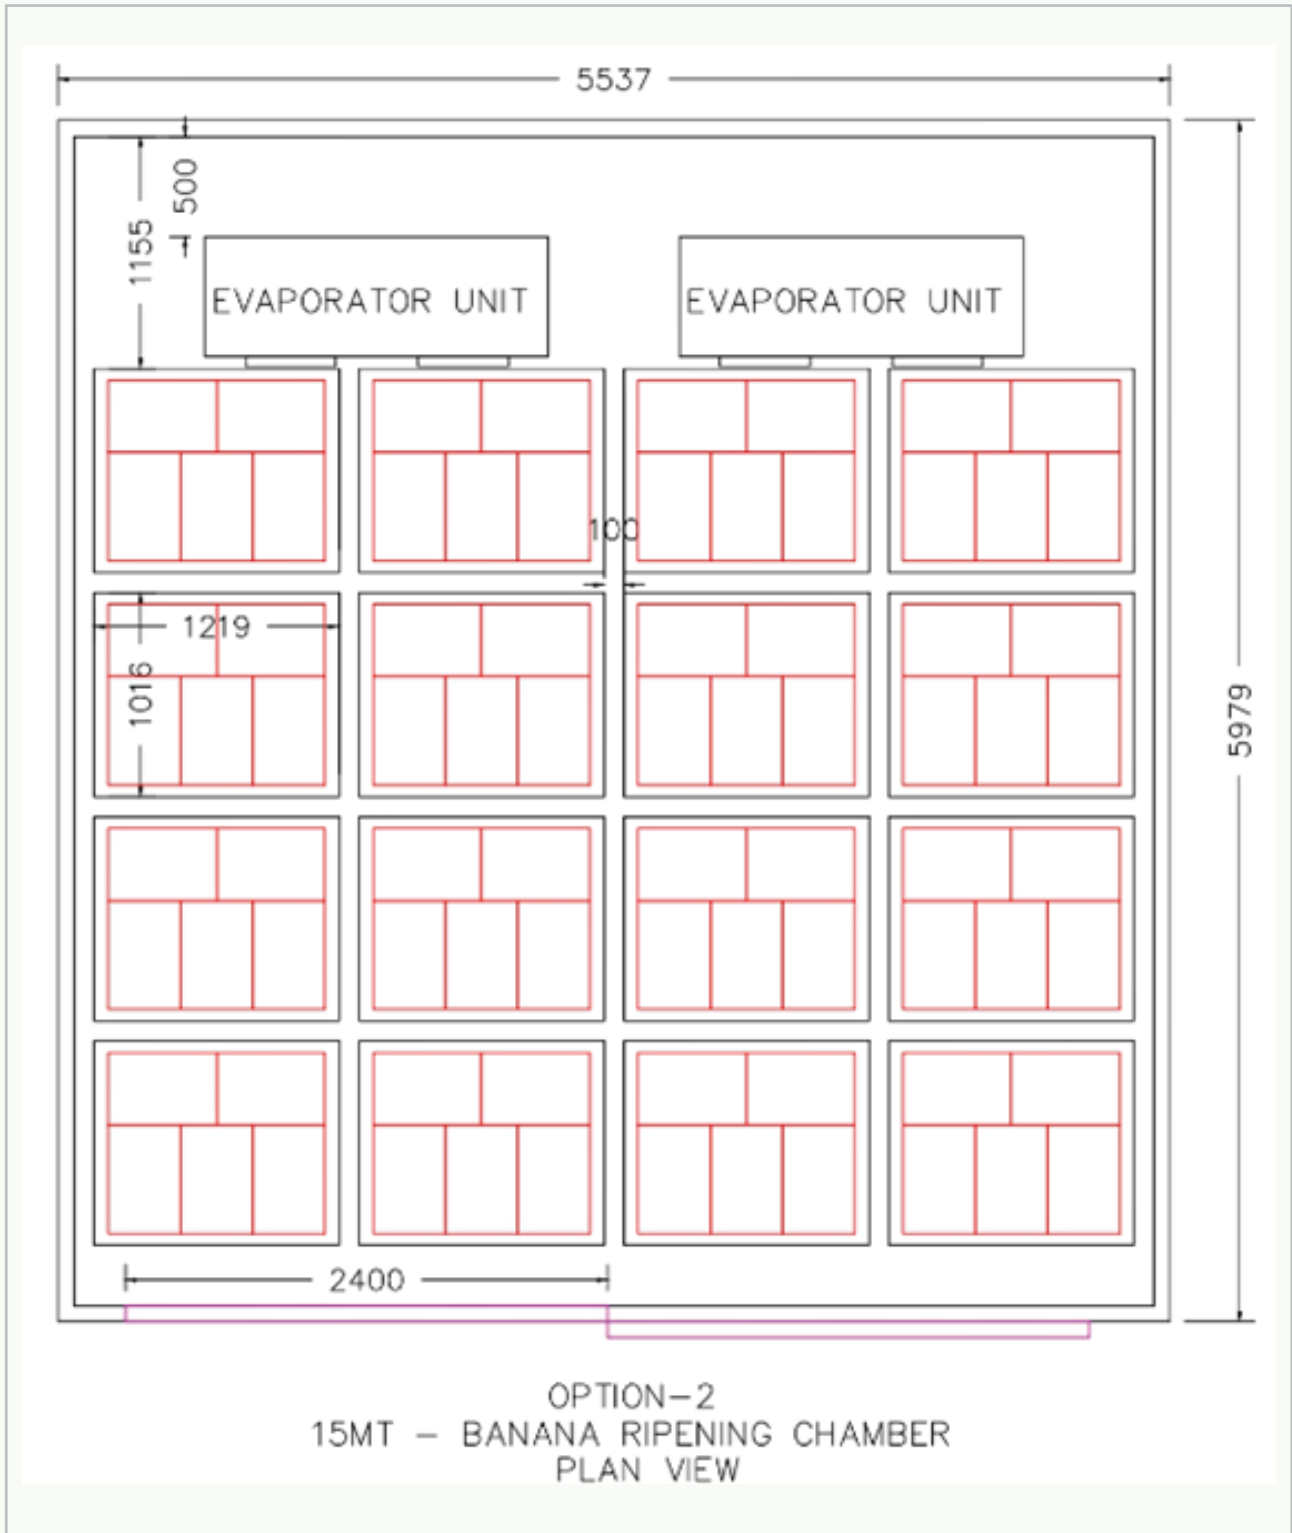 5537
500
1155
EVAPORATOR UNIT
EVAPORATOR UNIT
100
1219
1016
5979
2400
OPTION-2
15MT - BANANA RIPENING CHAMBER
PLAN VIEW